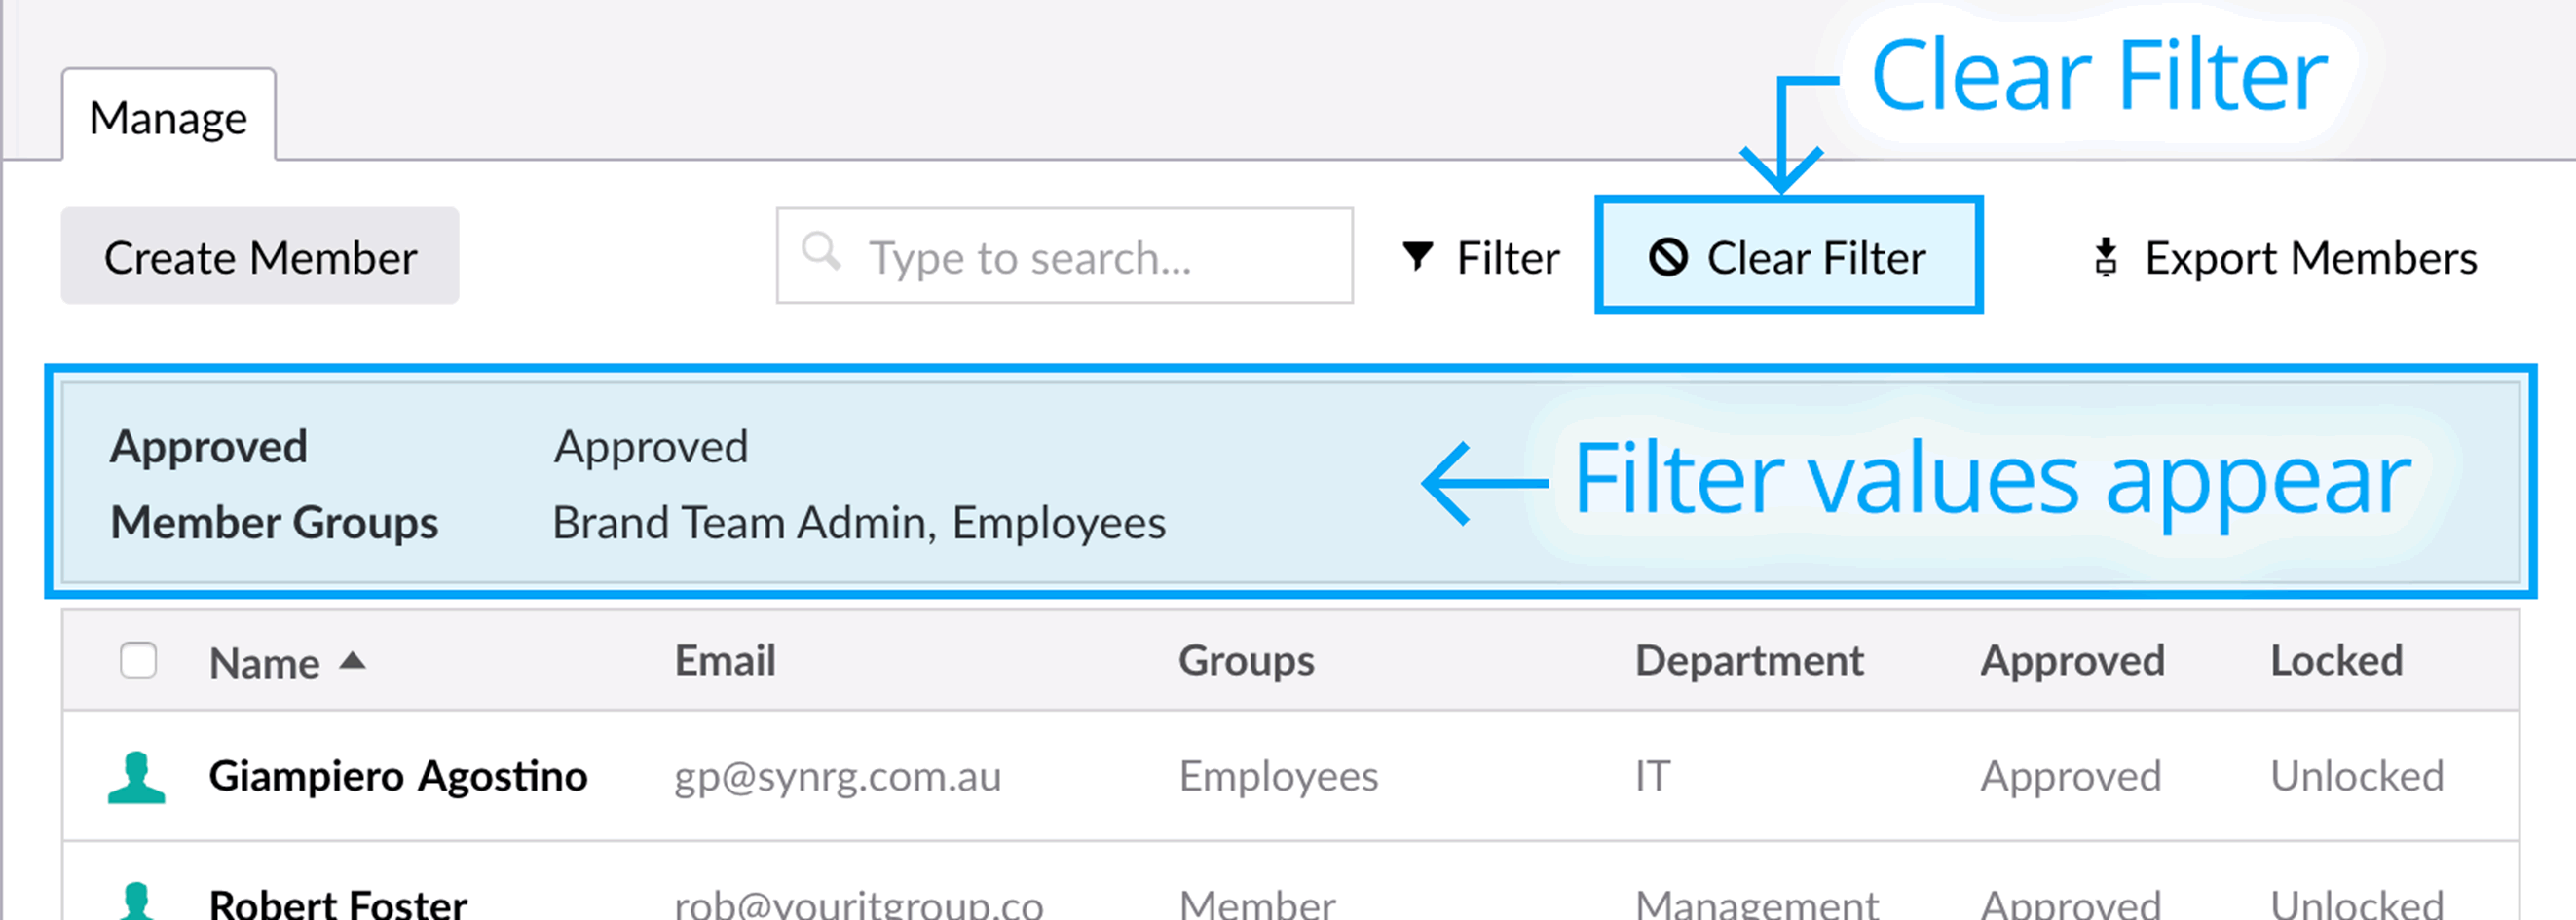 Clear Filter
Manage
Create Member Type to search... Filter Clear Filter Export Members
Approved Approved
Filter values appear
Member Groups Brand Team Admin, Employees
Name Email Groups Department Approved Locked
Giampiero Agostino gp@synrg.com.au Employees IT Approved Unlocked
Robert Foster rob@youritgroup.co Member Management Approved Unlocked